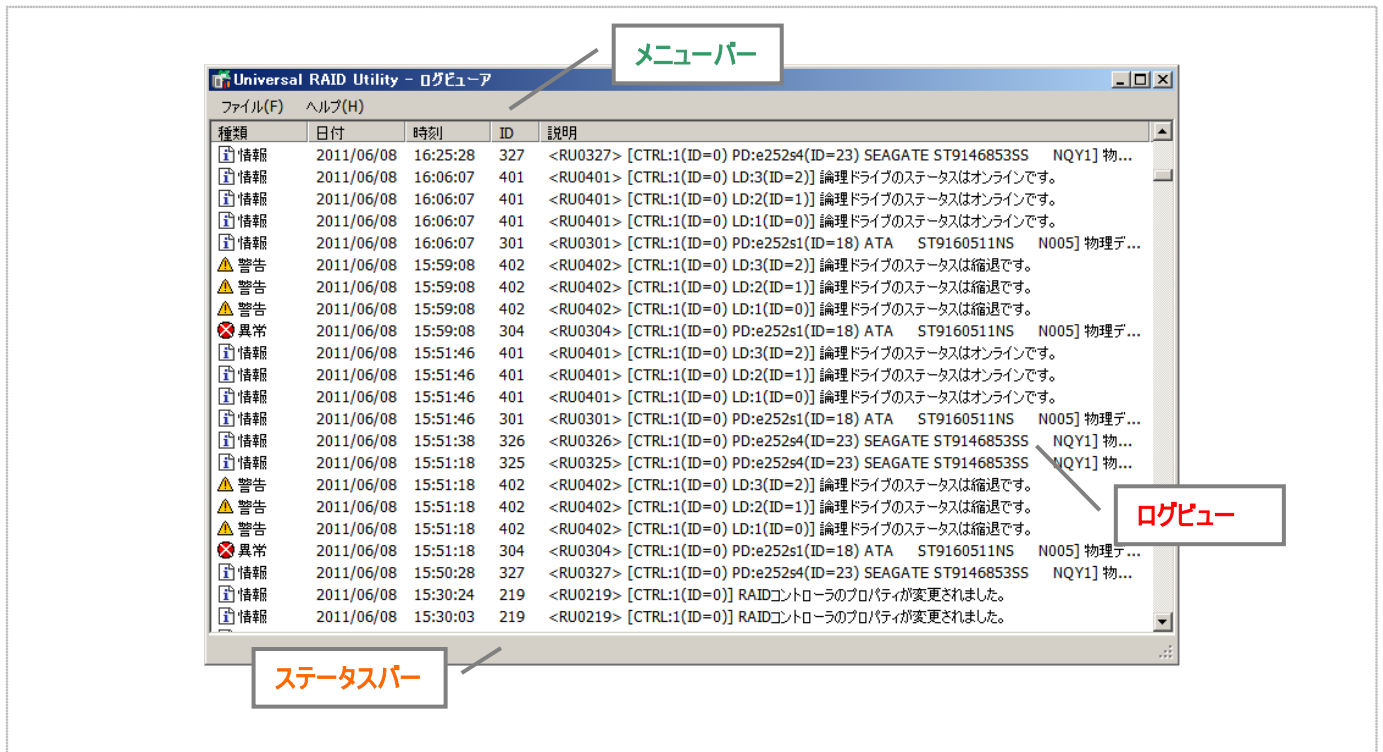 メニューバー
Universal RAID Utility - ログビューア
ファイル(F) ヘルプ(H)
種類 日付 時刻 ID 説明
情報 2011/06/08 16:25:28 327 <RU0327> [CTRL:1(ID=0) PD:e252s4(ID=23) SEAGATE ST9146853SS NQY1] 物...
情報 2011/06/08 16:06:07 401 <RU0401> [CTRL:1(ID=0) LD:3(ID=2)] 論理ドライブのステータスはオンラインです。
情報 2011/06/08 16:06:07 401 <RU0401> [CTRL:1(ID=0) LD:2(ID=1)] 論理ドライブのステータスはオンラインです。
情報 2011/06/08 16:06:07 401 <RU0401> [CTRL:1(ID=0) LD:1(ID=0)] 論理ドライブのステータスはオンラインです。
情報 2011/06/08 16:06:07 301 <RU0301> [CTRL:1(ID=0) PD:e252s1(ID=18) ATA ST9160511NS N005] 物理デ...
警告 2011/06/08 15:59:08 402 <RU0402> [CTRL:1(ID=0) LD:3(ID=2)] 論理ドライブのステータスは縮退です。
警告 2011/06/08 15:59:08 402 <RU0402> [CTRL:1(ID=0) LD:2(ID=1)] 論理ドライブのステータスは縮退です。
警告 2011/06/08 15:59:08 402 <RU0402> [CTRL:1(ID=0) LD:1(ID=0)] 論理ドライブのステータスは縮退です。
異常 2011/06/08 15:59:08 304 <RU0304> [CTRL:1(ID=0) PD:e252s1(ID=18) ATA ST9160511NS N005] 物理デ...
情報 2011/06/08 15:51:46 401 <RU0401> [CTRL:1(ID=0) LD:3(ID=2)] 論理ドライブのステータスはオンラインです。
情報 2011/06/08 15:51:46 401 <RU0401> [CTRL:1(ID=0) LD:2(ID=1)] 論理ドライブのステータスはオンラインです。
情報 2011/06/08 15:51:46 401 <RU0401> [CTRL:1(ID=0) LD:1(ID=0)] 論理ドライブのステータスはオンラインです。
情報 2011/06/08 15:51:46 301 <RU0301> [CTRL:1(ID=0) PD:e252s1(ID=18) ATA ST9160511NS N005] 物理デ...
情報 2011/06/08 15:51:38 326 <RU0326> [CTRL:1(ID=0) PD:e252s4(ID=23) SEAGATE ST9146853SS NQY1] 物...
情報 2011/06/08 15:51:18 325 <RU0325> [CTRL:1(ID=0) PD:e252s4(ID=23) SEAGATE ST9146853SS NQY1] 物...
警告 2011/06/08 15:51:18 402 <RU0402> [CTRL:1(ID=0) LD:3(ID=2)] 論理ドライブのステータスは縮退です。
警告 2011/06/08 15:51:18 402 <RU0402> [CTRL:1(ID=0) LD:2(ID=1)] 論理ドライブのステータスは縮退です。
警告 2011/06/08 15:51:18 402 <RU0402> [CTRL:1(ID=0) LD:1(ID=0)] 論理ドライブのステータスは縮退です。
異常 2011/06/08 15:51:18 304 <RU0304> [CTRL:1(ID=0) PD:e252s1(ID=18) ATA ST9160511NS N005] 物理デ...
情報 2011/06/08 15:50:28 327 <RU0327> [CTRL:1(ID=0) PD:e252s4(ID=23) SEAGATE ST9146853SS NQY1] 物...
情報 2011/06/08 15:30:24 219 <RU0219> [CTRL:1(ID=0)] RAIDコントローラのプロパティが変更されました。
情報 2011/06/08 15:30:03 219 <RU0219> [CTRL:1(ID=0)] RAIDコントローラのプロパティが変更されました。
ログビュー
ステータスバー